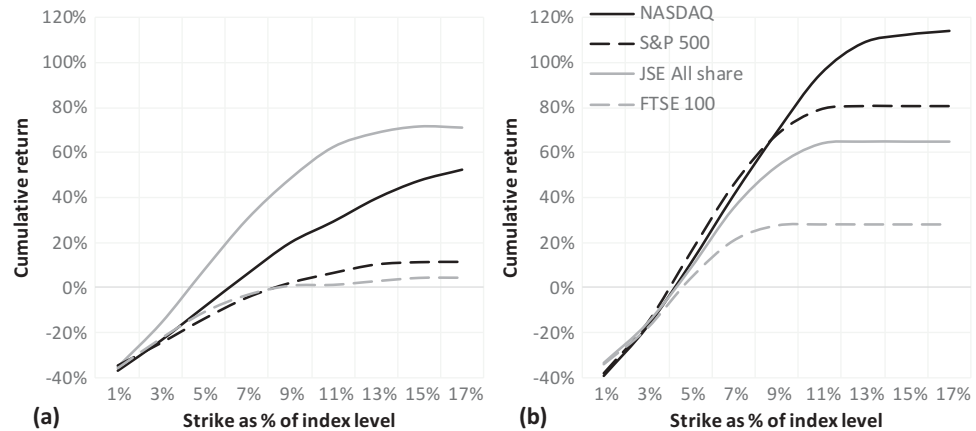 120%
100%
80%
60%
40%
20%
0%
-20%
-40%
Cumulative return
1% 3% 5% 7% 9% 11% 13% 15% 17%
(a) Strike as % of index level
120%
100%
80%
60%
40%
20%
0%
-20%
-40%
Cumulative return
NASDAQ
S&P 500
JSE All share
FTSE 100
1% 3% 5% 7% 9% 11% 13% 15% 17%
(b) Strike as % of index level